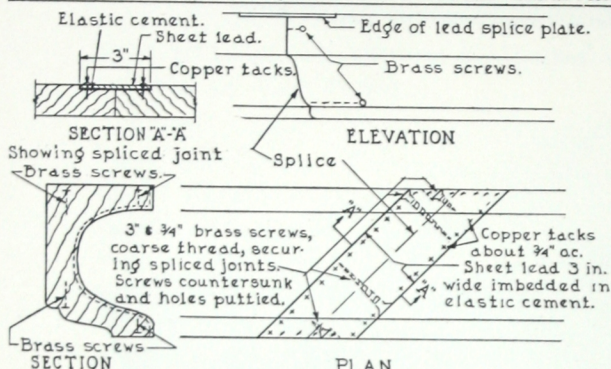 Elastic cement.
Sheet lead.
3"
Copper tacks.
SECTION "A"-"A"
Showing spliced joint
Edge of lead splice plate.
Brass screws.
ELEVATION
Splice
Brass screws.
3" & 3/4" brass screws,
coarse thread, secur-
ing spliced joints.
Screws countersunk
and holes puttied.
"A"
"A"
Copper tacks
about 3/4" ac.
Sheet lead 3 in.
wide imbedded in
elastic cement.
Brass screws
SECTION
PLAN